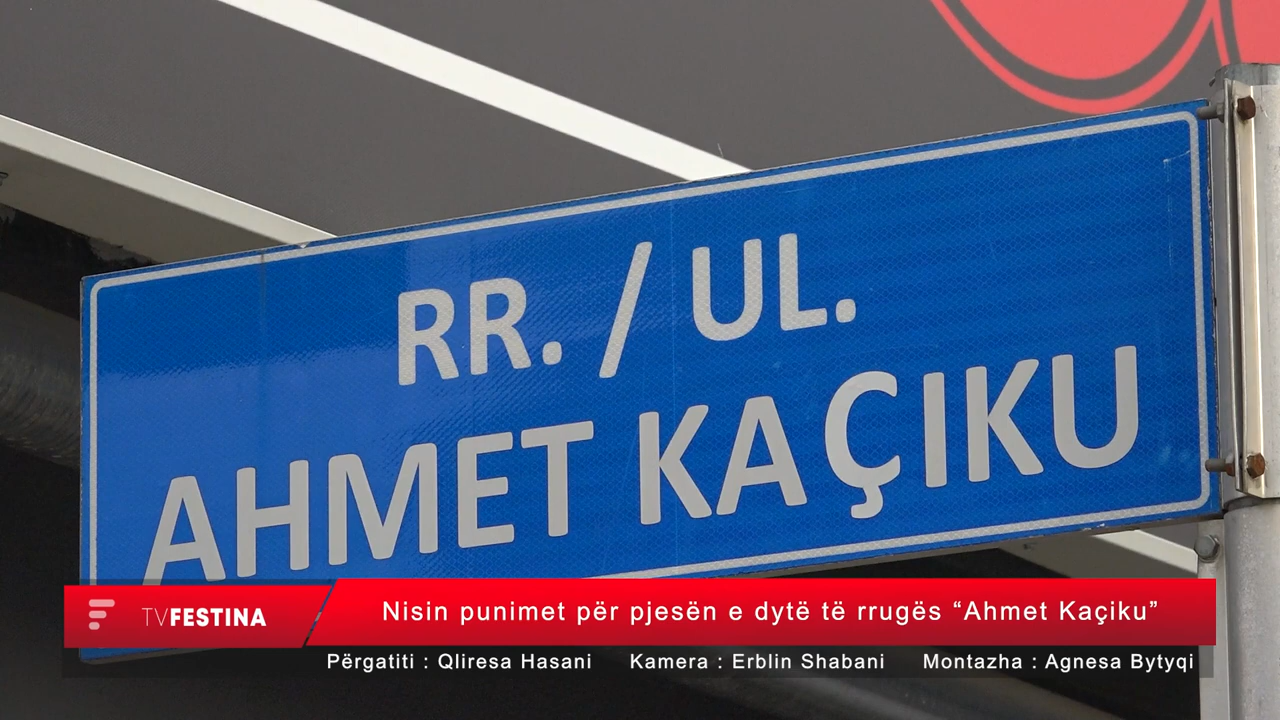 RR. / UL.
AHMET KAÇIKU
TVFESTINA
Nisin punimet për pjesën e dytë të rrugës “Ahmet Kaçiku”
Përgatiti : Qliresa Hasani Kamera : Erblin Shabani Montazha : Agnesa Bytyqi